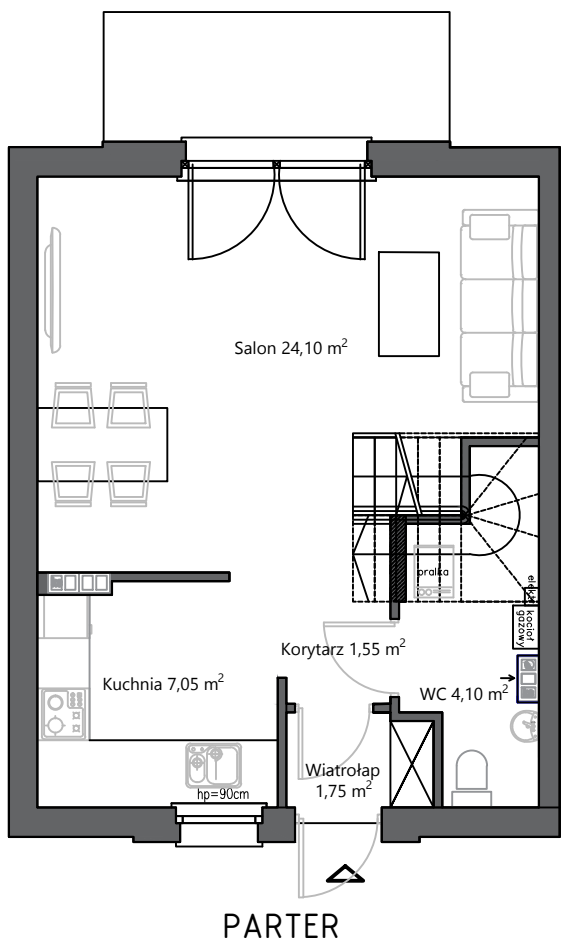 Salon 24,10 m²
pralka
elektr.
kocioł
gazowy
Korytarz 1,55 m²
Kuchnia 7,05 m²
WC 4,10 m²
Wiatrołap
1,75 m²
hp=90cm
PARTER